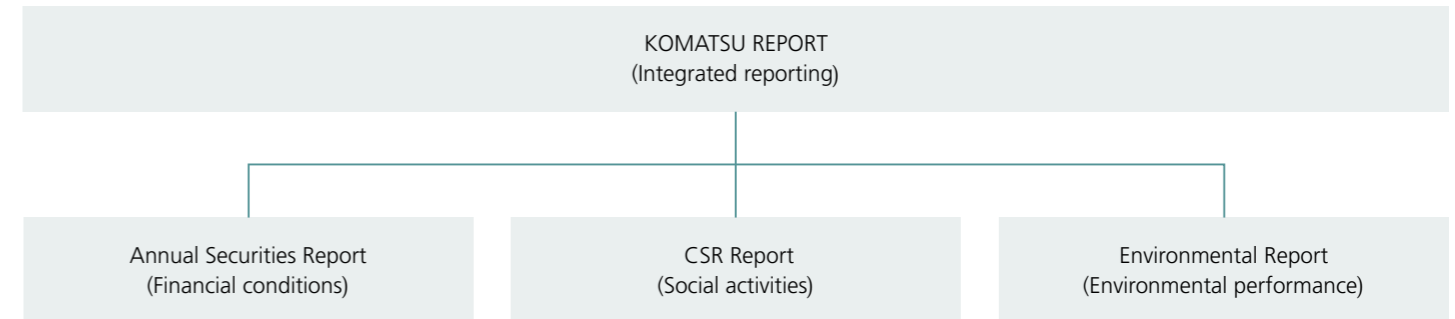 KOMATSU REPORT
(Integrated reporting)
Annual Securities Report
(Financial conditions)
CSR Report
(Social activities)
Environmental Report
(Environmental performance)